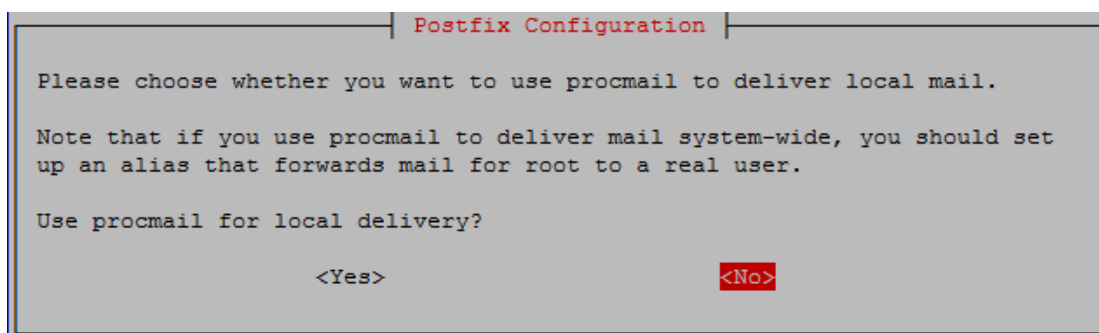 Postfix Configuration
Please choose whether you want to use procmail to deliver local mail.
Note that if you use procmail to deliver mail system-wide, you should set
up an alias that forwards mail for root to a real user.
Use procmail for local delivery?
<Yes> <No>